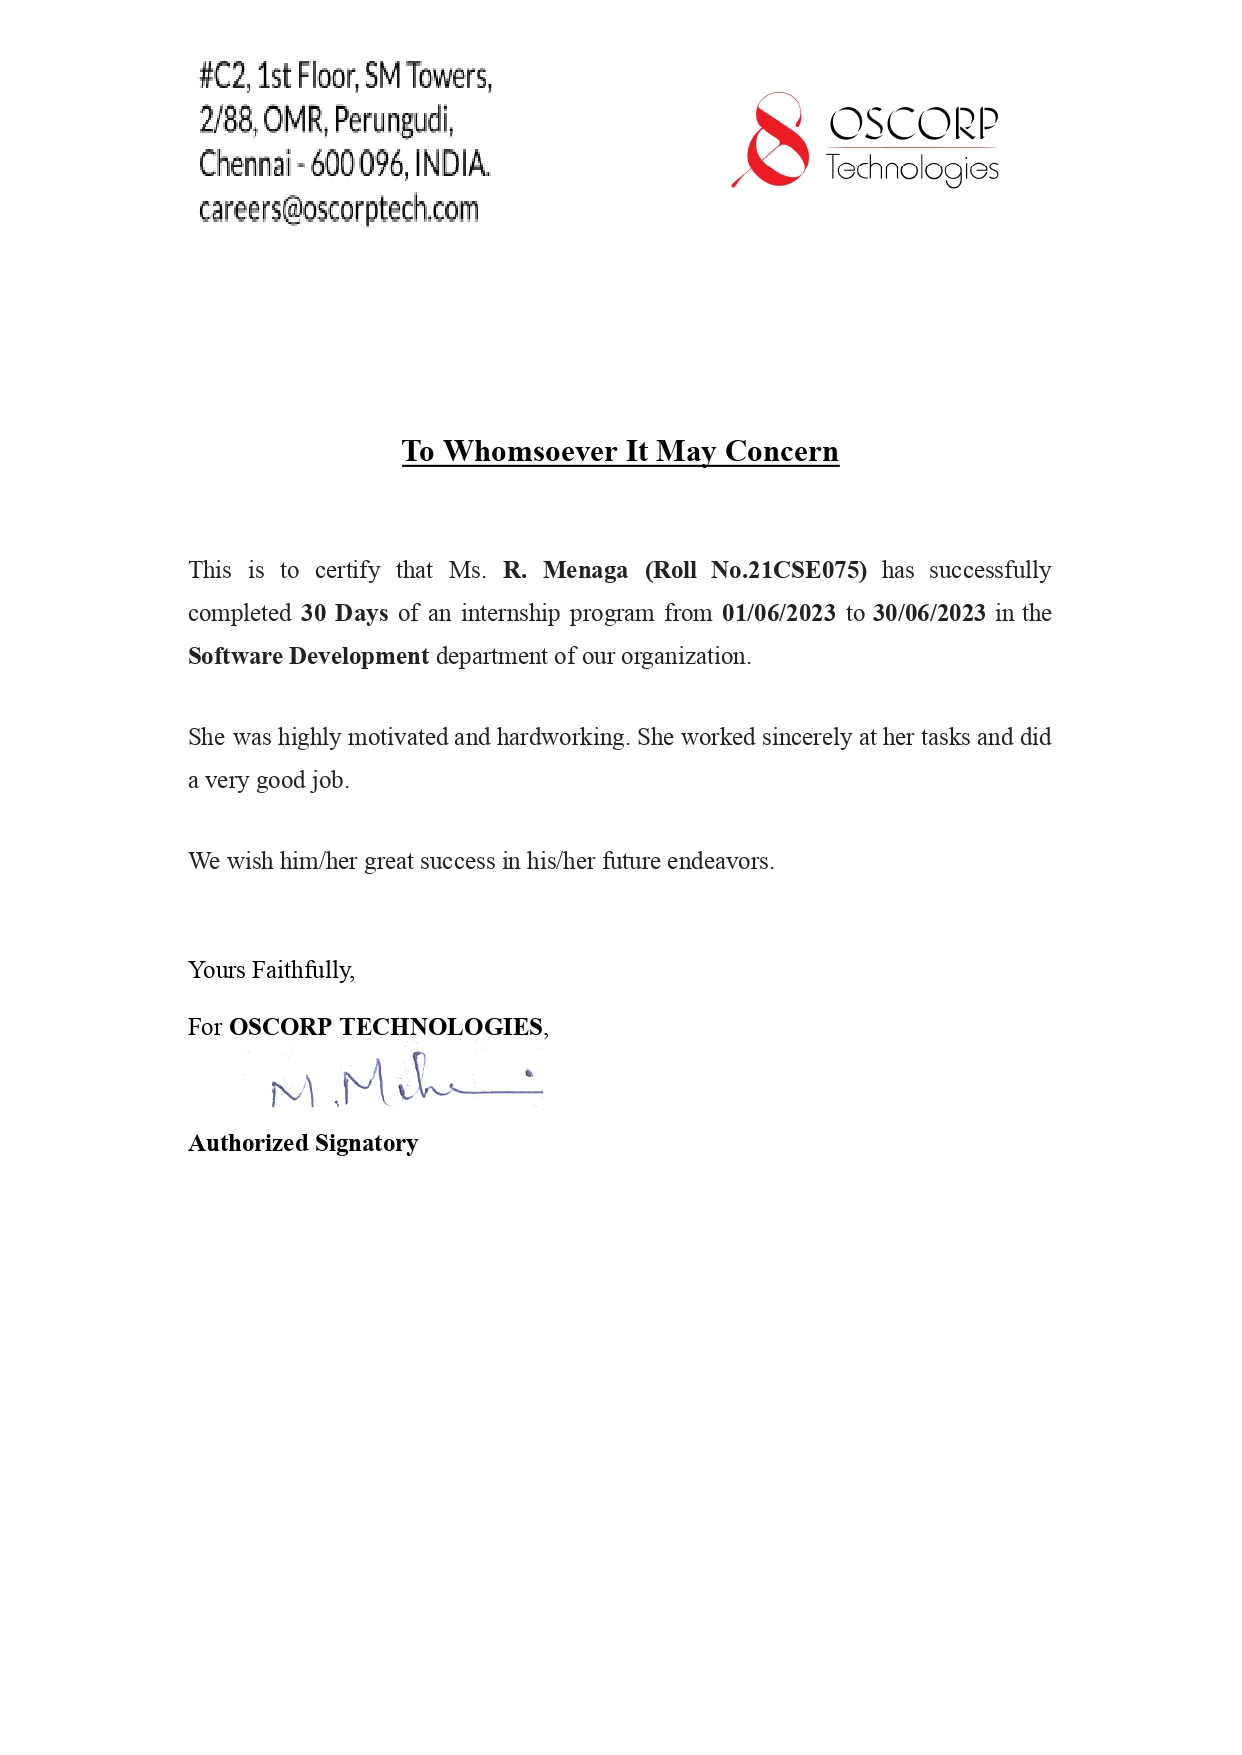 #C2, 1st Floor, SM Towers,
2/88, OMR, Perungudi,
Chennai - 600 096, INDIA.
careers@oscorptech.com
OSCORP
Technologies
To Whomsoever It May Concern
This is to certify that Ms. R. Menaga (Roll No.21CSE075) has successfully
completed 30 Days of an internship program from 01/06/2023 to 30/06/2023 in the
Software Development department of our organization.
She was highly motivated and hardworking. She worked sincerely at her tasks and did
a very good job.
We wish him/her great success in his/her future endeavors.
Yours Faithfully,
For OSCORP TECHNOLOGIES,
Authorized Signatory